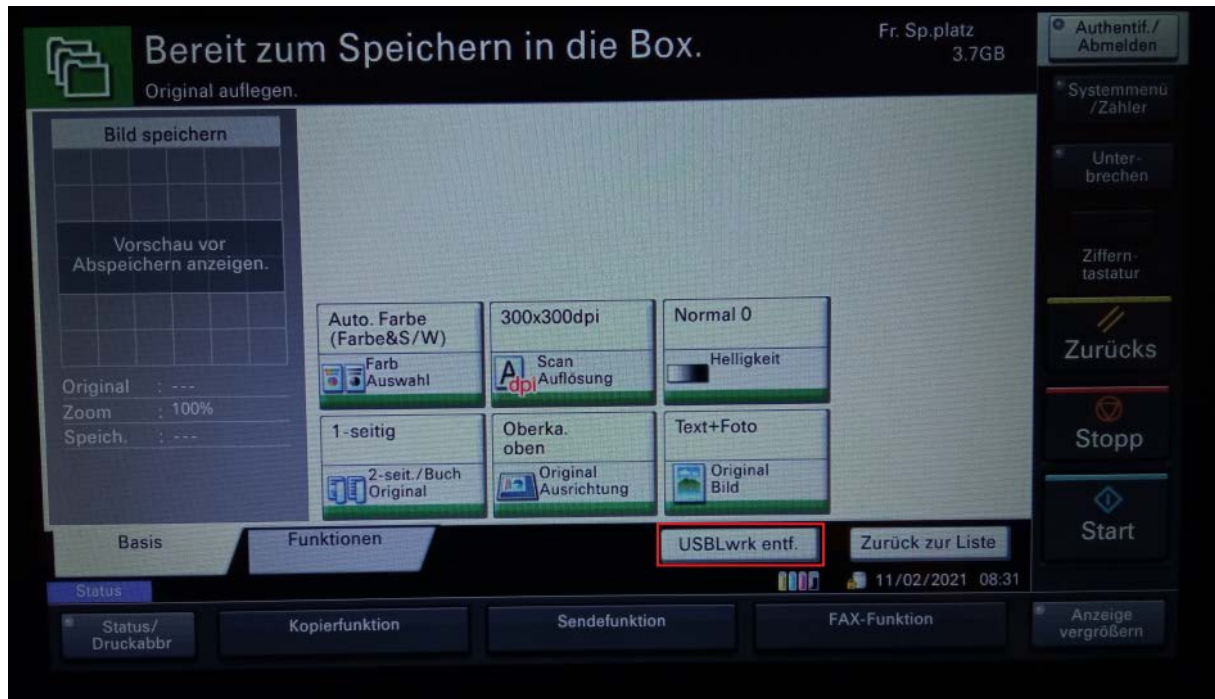 Bereit zum Speichern in die Box.
Original auflegen.
Fr. Sp.platz
3.7GB
Authentif./
Abmelden
Systemmenü
/Zähler
Unter-
brechen
Ziffern-
tastatur
Zurücks
Stopp
Start
Bild speichern
Vorschau vor
Abspeichern anzeigen.
Original : ---
Zoom : 100%
Speich. : ---
Auto. Farbe
(Farbe&S/W)
Farb
Auswahl
300x300dpi
A
dpi
Scan
Auflösung
Normal 0
Helligkeit
1-seitig
2-seit./Buch
Original
Oberka.
oben
Original
Ausrichtung
Text+Foto
Original
Bild
Basis
Funktionen
USBLwrk entf.
Zurück zur Liste
Status
11/02/2021 08:31
Status/
Druckabbr
Kopierfunktion
Sendefunktion
FAX-Funktion
Anzeige
vergrößern